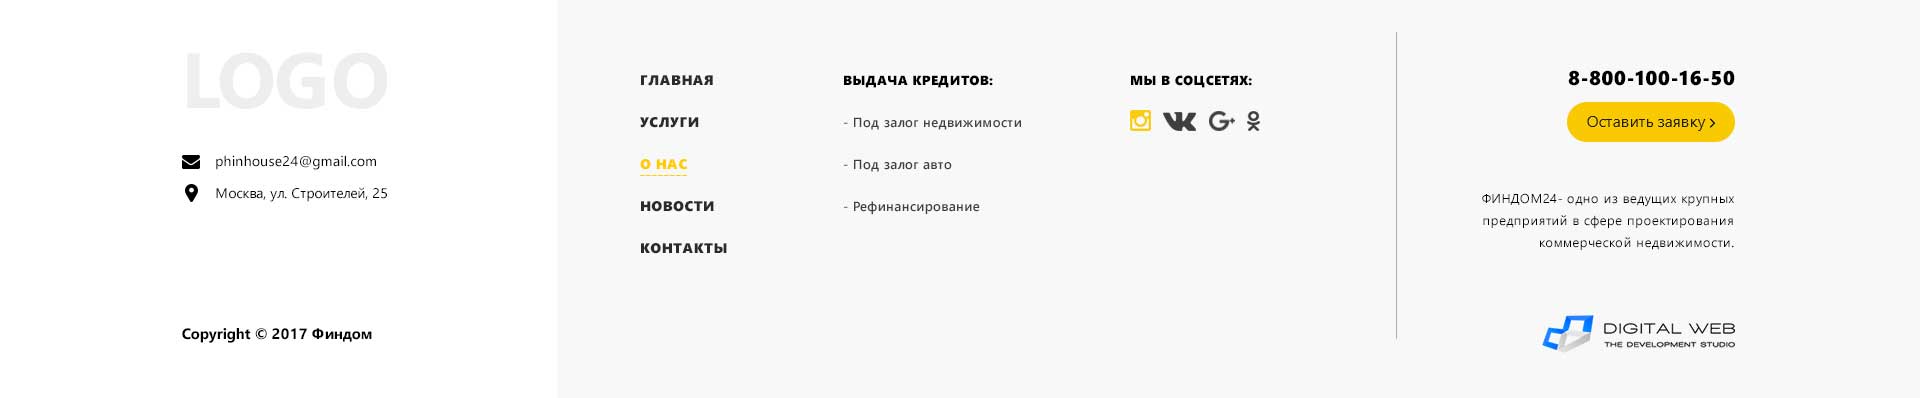 LOGO
phinhouse24@gmail.com
Москва, ул. Строителей, 25
Copyright © 2017 Финдом
ГЛАВНАЯ
УСЛУГИ
О НАС
НОВОСТИ
КОНТАКТЫ
ВЫДАЧА КРЕДИТОВ:
- Под залог недвижимости
- Под залог авто
- Рефинансирование
МЫ В СОЦСЕТЯХ:
8-800-100-16-50
Оставить заявку >
ФИНДОМ24- одно из ведущих крупных
предприятий в сфере проектирования
коммерческой недвижимости.
DIGITAL WEB
THE DEVELOPMENT STUDIO